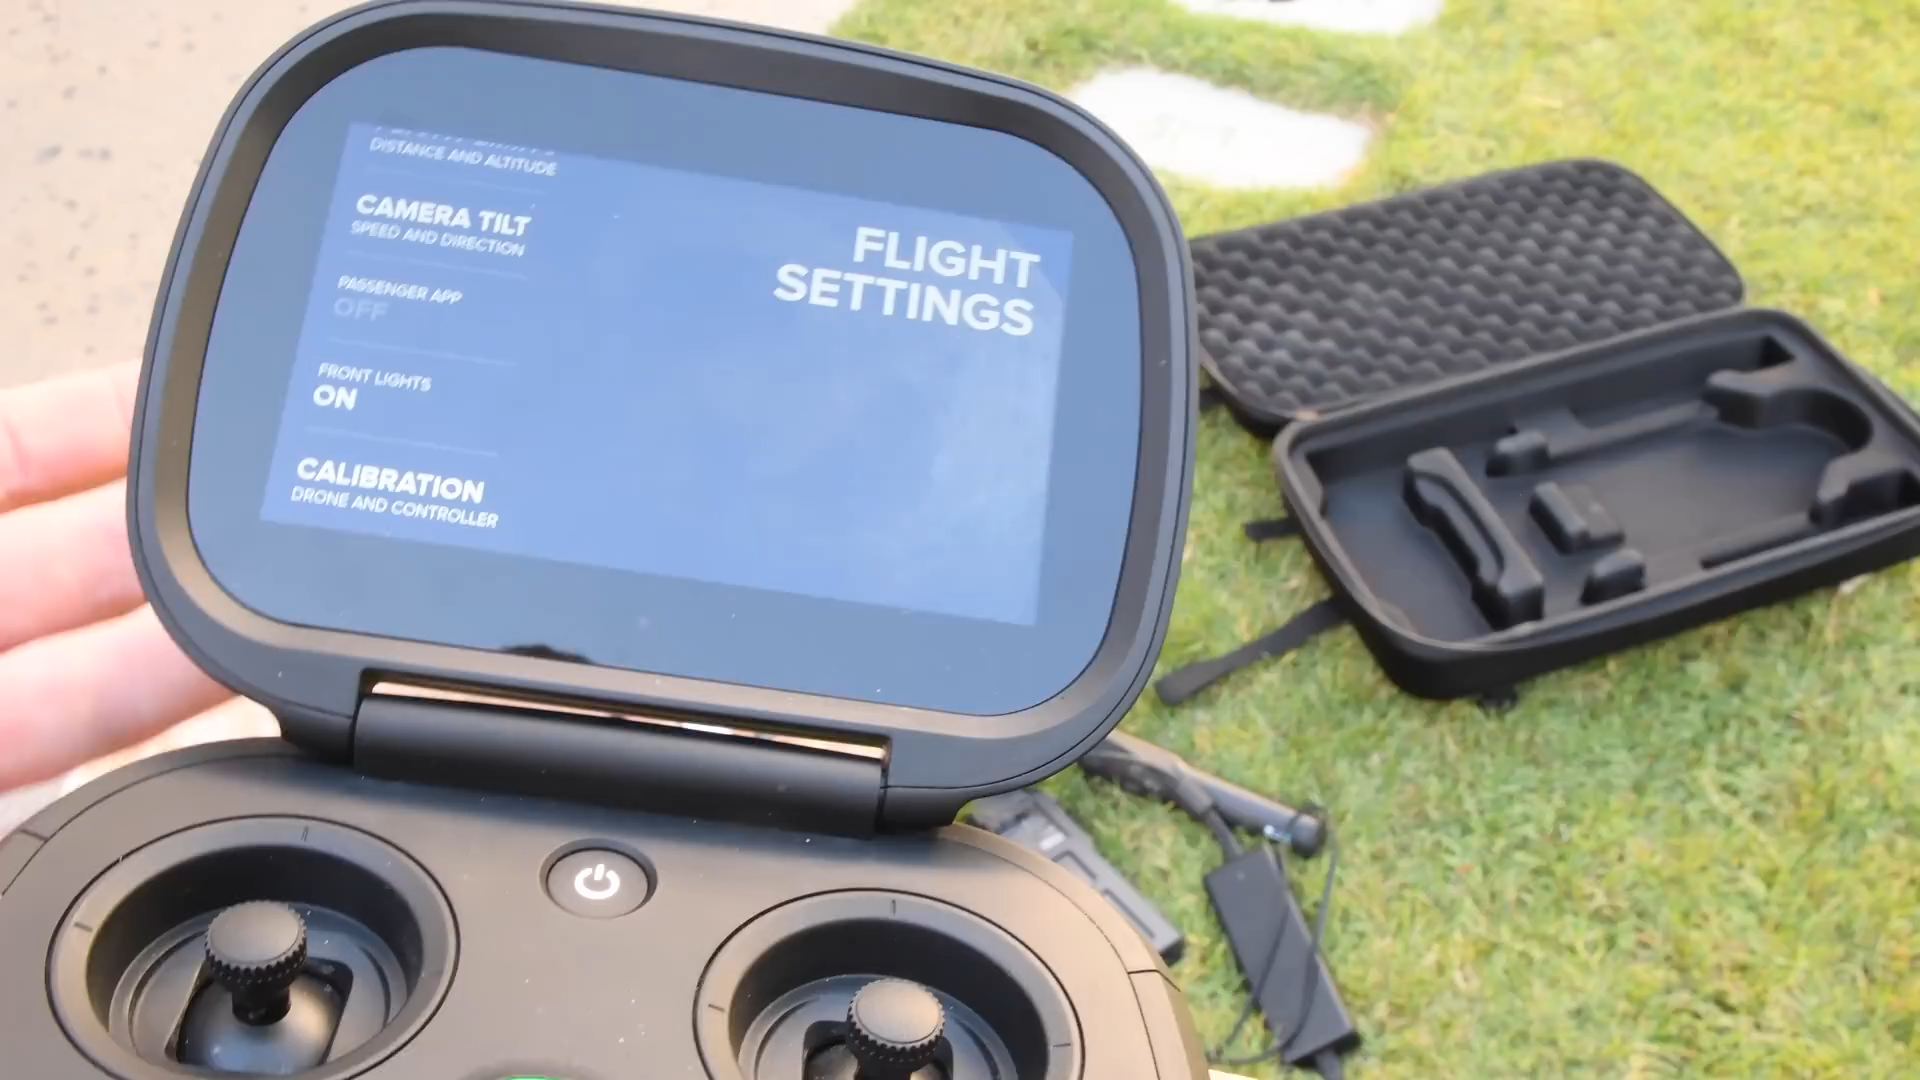 DISTANCE AND ALTITUDE
CAMERA TILT
SPEED AND DIRECTION
PASSENGER APP
OFF
FRONT LIGHTS
ON
CALIBRATION
DRONE AND CONTROLLER
FLIGHT
SETTINGS